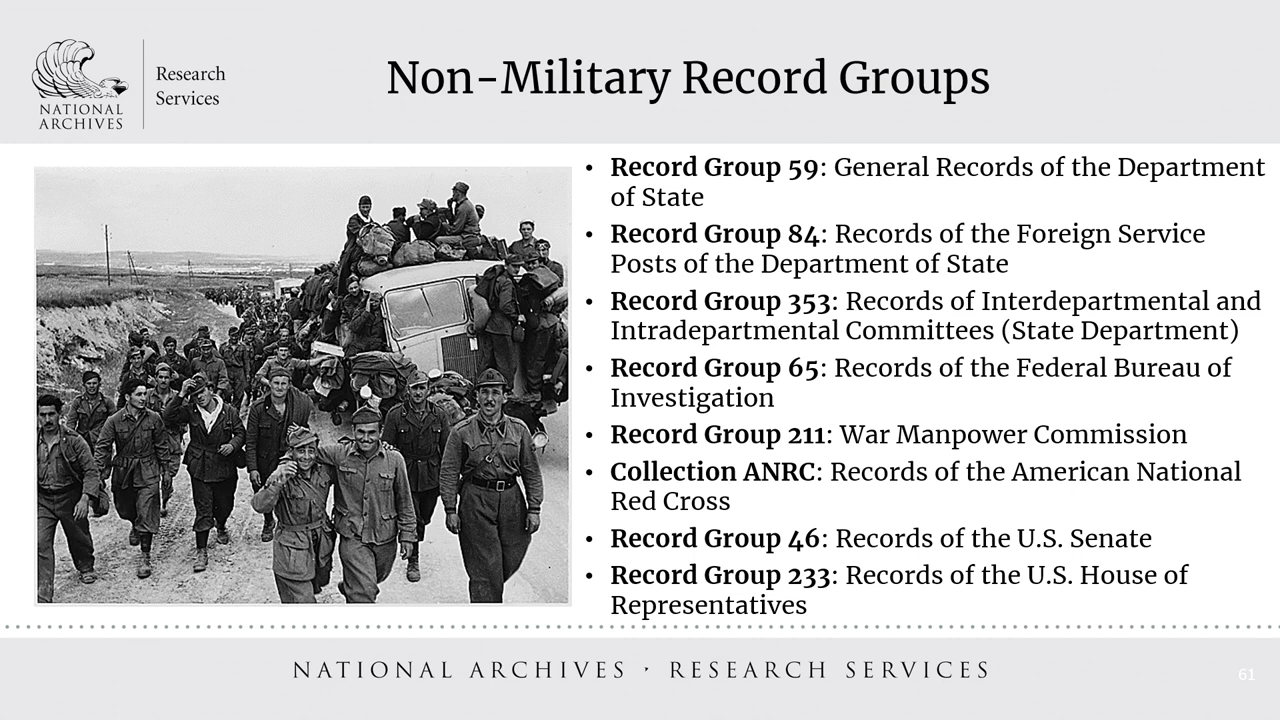 NATIONAL
ARCHIVES
Research
Services
Non-Military Record Groups
• Record Group 59: General Records of the Department
of State
• Record Group 84: Records of the Foreign Service
Posts of the Department of State
• Record Group 353: Records of Interdepartmental and
Intradepartmental Committees (State Department)
• Record Group 65: Records of the Federal Bureau of
Investigation
• Record Group 211: War Manpower Commission
• Collection ANRC: Records of the American National
Red Cross
• Record Group 46: Records of the U.S. Senate
• Record Group 233: Records of the U.S. House of
Representatives
NATIONAL ARCHIVES · RESEARCH SERVICES
61